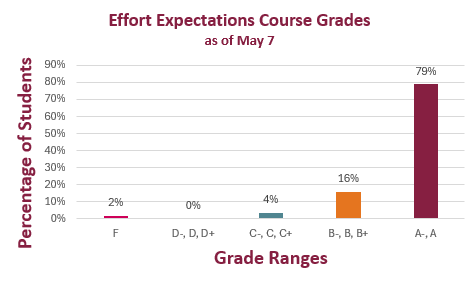 Effort Expectations Course Grades
as of May 7
Percentage of Students
90%
80%
70%
60%
50%
40%
30%
20%
10%
0%
2%
0%
4%
16%
79%
F
D-, D, D+
C-, C, C+
B-, B, B+
A-, A
Grade Ranges